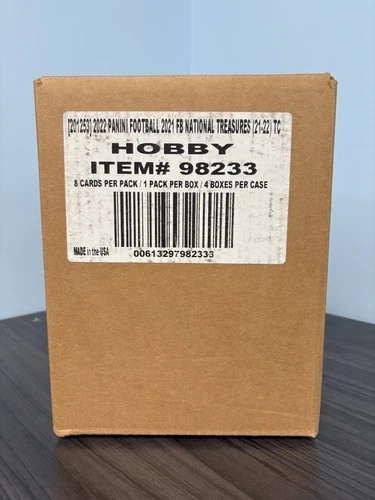 [201253] 2022 PANINI FOOTBALL 2021 FB NATIONAL TREASURES (21-22) TC
HOBBY
ITEM# 98233
8 CARDS PER PACK / 1 PACK PER BOX / 4 BOXES PER CASE
MADE in the USA
00613297982333